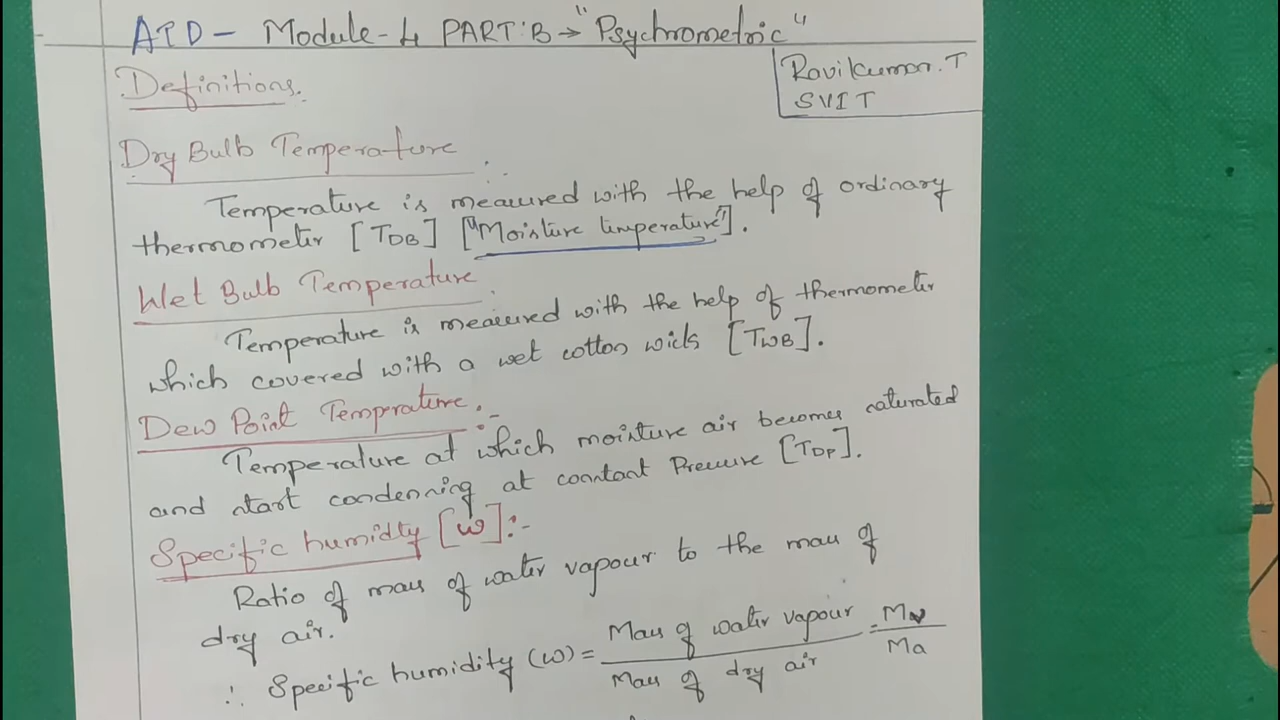 ATD - Module-4 PART:B → "Psychrometric"
Ravikumar.T
SVIT
Definitions.
Dry Bulb Temperature
Temperature is measured with the help of ordinary
thermometer [TDB] ["Moisture temperature"].
Wet Bulb Temperature
Temperature is measured with the help of thermometer
which covered with a wet cotton wicks [TWB].
Dew Point Temperature:-
Temperature at which moisture air becomes saturated
and start condenning at constant Pressure [TDP].
Specific humidty [ω]:-
Ratio of mass of water vapour to the mass of
dry air.
∴ Specific humidity (ω) = Mass of water vapour / Mass of dry air = Mv / Ma